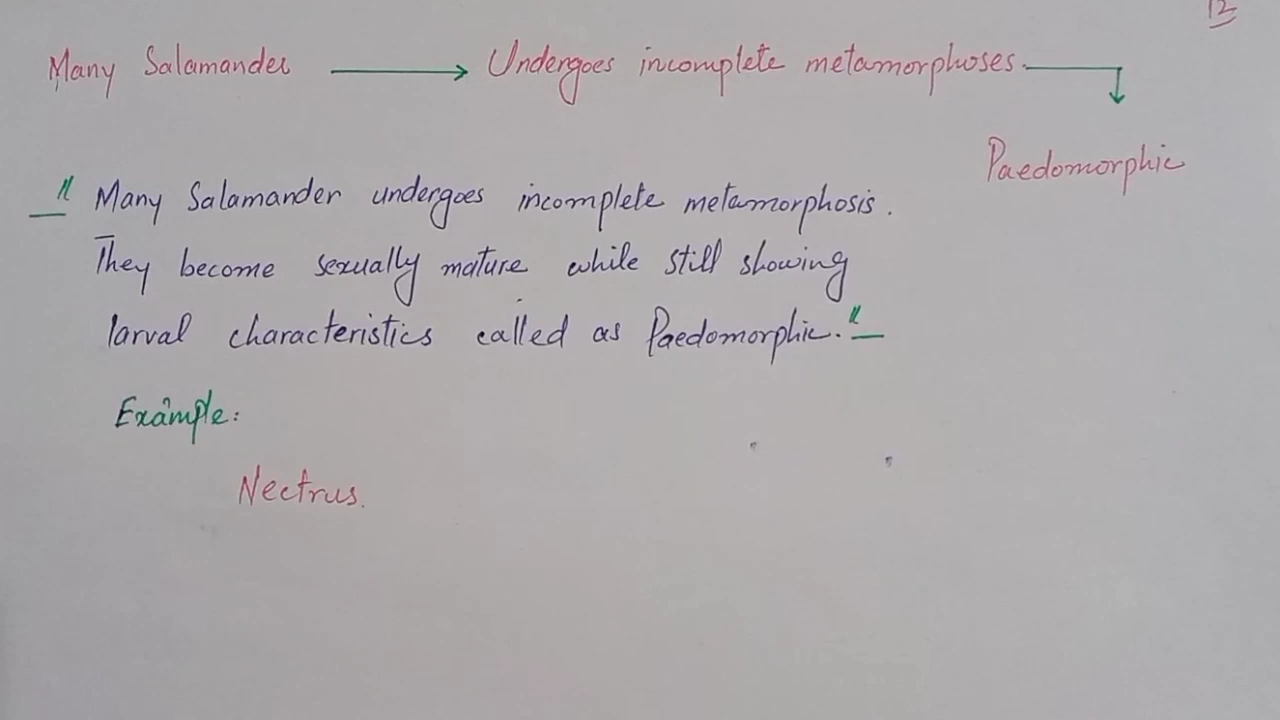 12
Many Salamander → Undergoes incomplete metamorphoses.
Paedomorphic
" Many Salamander undergoes incomplete metamorphosis.
They become sexually mature while still showing
larval characteristics called as Paedomorphic."
Example:
Nectrus.